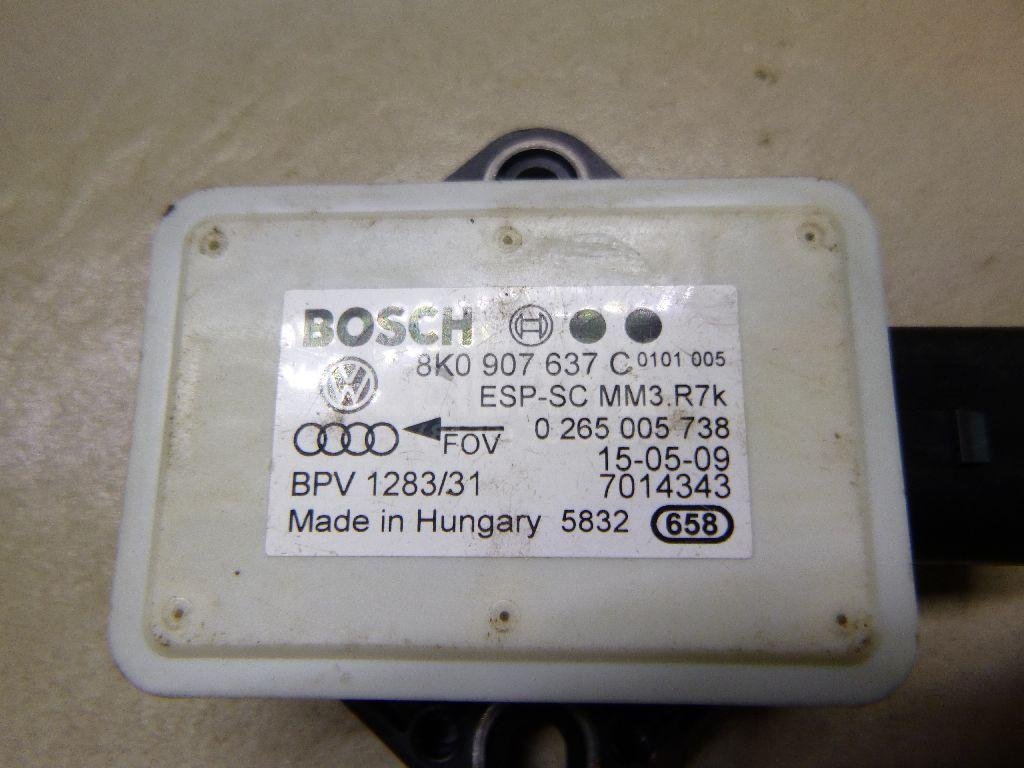 BOSCH
8K0 907 637 C 0101 005
ESP-SC MM3.R7k
FOV 0 265 005 738
15-05-09
BPV 1283/31 7014343
Made in Hungary 5832 658